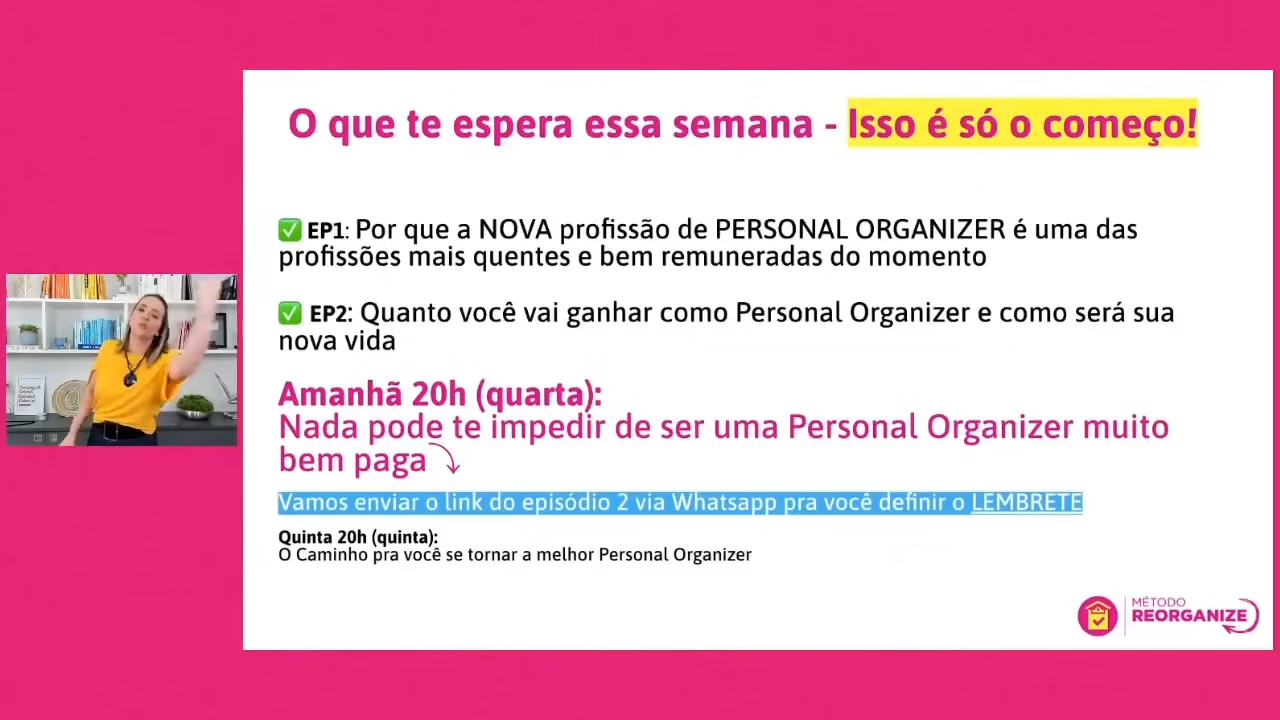 O que te espera essa semana - Isso é só o começo!
✅ EP1: Por que a NOVA profissão de PERSONAL ORGANIZER é uma das
profissões mais quentes e bem remuneradas do momento
✅ EP2: Quanto você vai ganhar como Personal Organizer e como será sua
nova vida
Amanhã 20h (quarta):
Nada pode te impedir de ser uma Personal Organizer muito
bem paga
Vamos enviar o link do episódio 2 via Whatsapp pra você definir o LEMBRETE
Quinta 20h (quinta):
O Caminho pra você se tornar a melhor Personal Organizer
MÉTODO
REORGANIZE